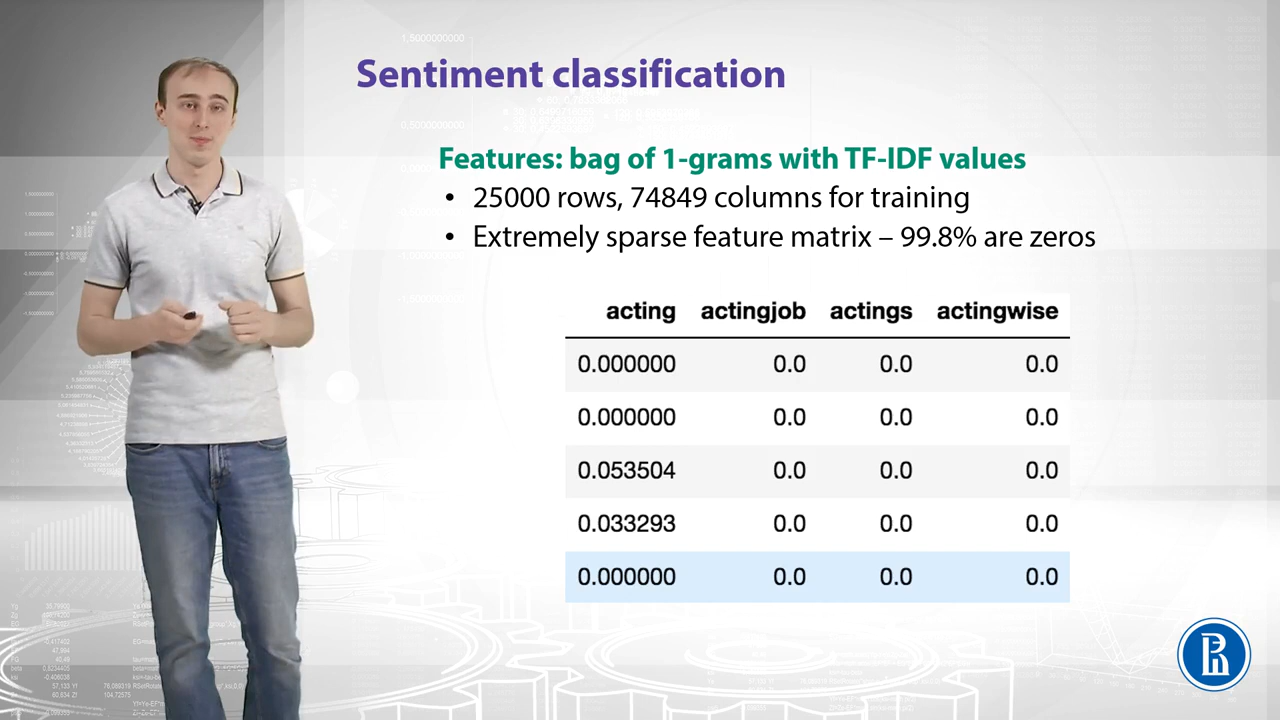 Sentiment classification
Features: bag of 1-grams with TF-IDF values
• 25000 rows, 74849 columns for training
• Extremely sparse feature matrix – 99.8% are zeros
acting actingjob actings actingwise
0.000000 0.0 0.0 0.0
0.000000 0.0 0.0 0.0
0.053504 0.0 0.0 0.0
0.033293 0.0 0.0 0.0
0.000000 0.0 0.0 0.0